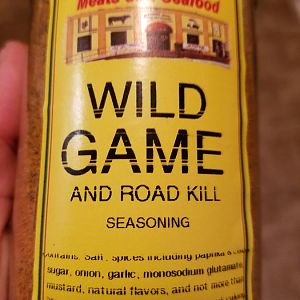 Meats and Seafood
WILD
GAME
AND ROAD KILL
SEASONING
Contains: Salt, spices including paprika &
sugar, onion, garlic, monosodium glutamate,
mustard, natural flavors, and not more than